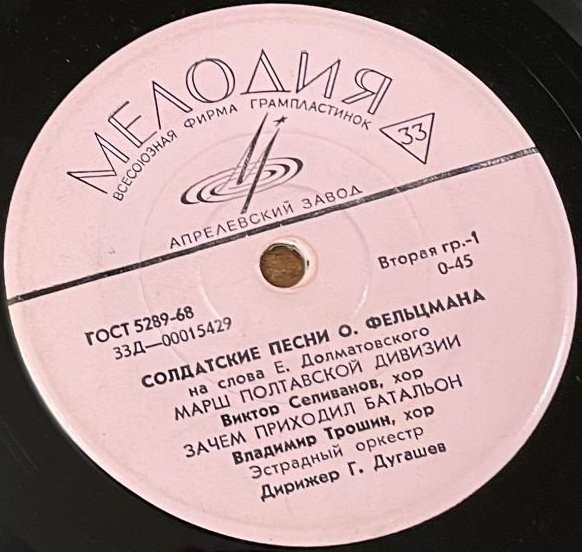 МЕЛОДИЯ
ВСЕСОЮЗНАЯ ФИРМА ГРАМПЛАСТИНОК
33
АПРЕЛЕВСКИЙ ЗАВОД
ГОСТ 5289-68
33Д—00015429
Вторая гр.-1
0-45
СОЛДАТСКИЕ ПЕСНИ О. ФЕЛЬЦМАНА
на слова Е. Долматовского
МАРШ ПОЛТАВСКОЙ ДИВИЗИИ
Виктор Селиванов, хор
ЗАЧЕМ ПРИХОДИЛ БАТАЛЬОН
Владимир Трошин, хор
Эстрадный оркестр
Дирижер Г. Дугашев